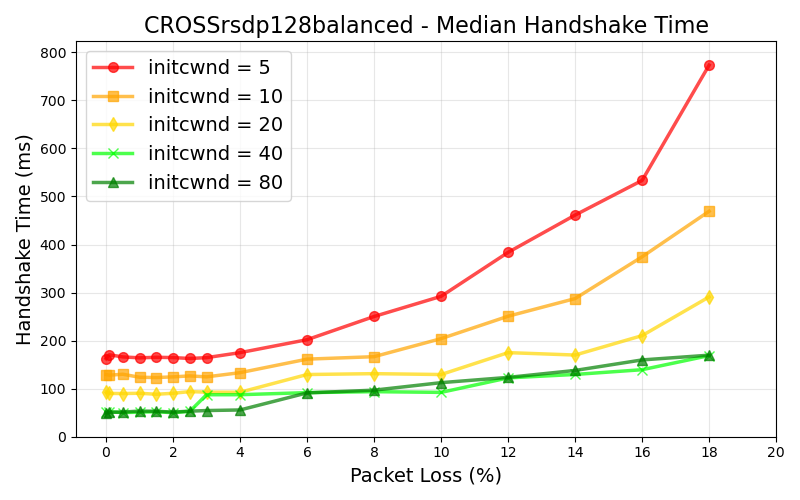 CROSSrsdp128balanced - Median Handshake Time
initcwnd = 5
initcwnd = 10
initcwnd = 20
initcwnd = 40
initcwnd = 80
Handshake Time (ms)
800
700
600
500
400
300
200
100
0
0 2 4 6 8 10 12 14 16 18 20
Packet Loss (%)